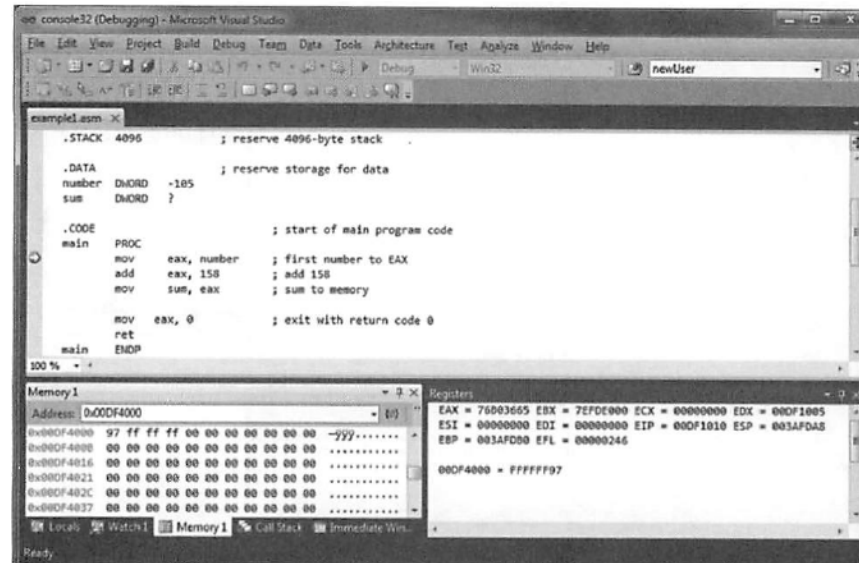 console32 (Debugging) - Microsoft Visual Studio
File Edit View Project Build Debug Team Data Tools Architecture Test Analyze Window Help
Debug Win32 newUser
example1.asm
.STACK 4096 ; reserve 4096-byte stack
.DATA ; reserve storage for data
number DWORD -105
sum DWORD ?
.CODE ; start of main program code
main PROC
mov eax, number ; first number to EAX
add eax, 158 ; add 158
mov sum, eax ; sum to memory
mov eax, 0 ; exit with return code 0
ret
main ENDP
100 %
Memory 1
Address: 0x00DF4000
0x00DF4000 97 ff ff ff 00 00 00 00 00 00 00 —ÿÿÿ.......
00 00 00 00 00 00 00 00 00 00 00 ...........
0x00DF4016 00 00 00 00 00 00 00 00 00 00 00 ...........
0x00DF4021 00 00 00 00 00 00 00 00 00 00 00 ...........
0x00DF402C 00 00 00 00 00 00 00 00 00 00 00 ...........
0x00DF4037 00 00 00 00 00 00 00 00 00 00 00 ...........
Locals Watch 1 Memory 1 Call Stack Immediate Win...
Registers
EAX = 76803665 EBX = 7EFDE000 ECX = 00000000 EDX = 00DF1005
ESI = 00000000 EDI = 00000000 EIP = 00DF1010 ESP = 003AFDA8
EBP = 003AFDB0 EFL = 00000246
00DF4000 = FFFFFF97
Ready